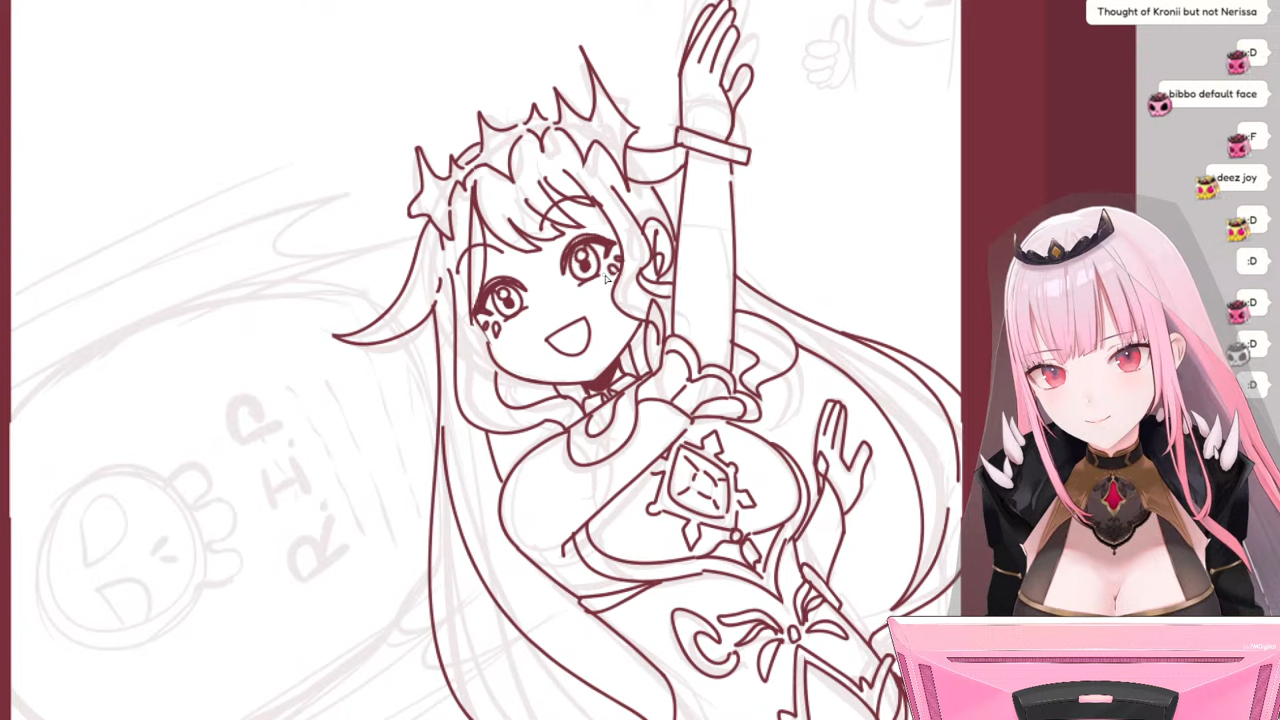 Thought of Kronii but not Nerissa
:D
bibbo default face
:F
deez joy
:D
:D
:D
:D
:D
R.I.P